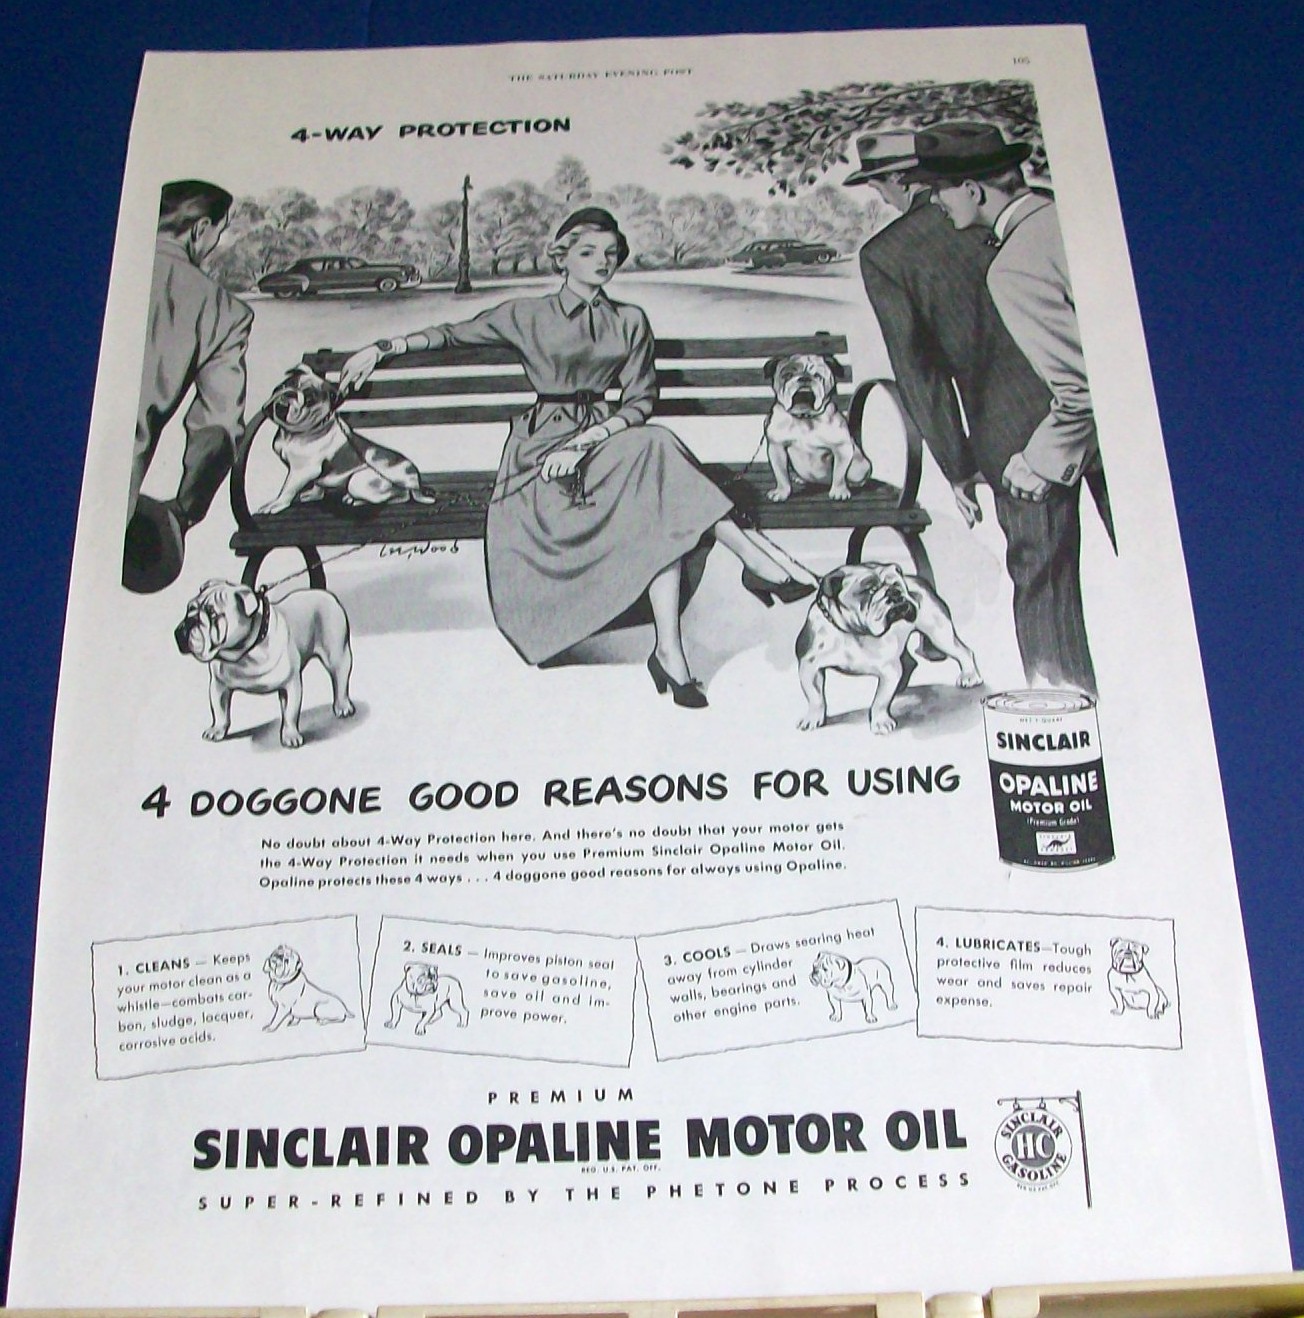 THE SATURDAY EVENING POST
105
4-WAY PROTECTION
SINCLAIR
OPALINE
MOTOR OIL
(Premium Grade)
4 DOGGONE GOOD REASONS FOR USING
No doubt about 4-Way Protection here. And there's no doubt that your motor gets
the 4-Way Protection it needs when you use Premium Sinclair Opaline Motor Oil.
Opaline protects these 4 ways . . . 4 doggone good reasons for always using Opaline.
1. CLEANS — Keeps
your motor clean as a
whistle—combats car-
bon, sludge, lacquer,
corrosive acids.
2. SEALS — Improves piston seal
to save gasoline,
save oil and im-
prove power.
3. COOLS — Draws searing heat
away from cylinder
walls, bearings and
other engine parts.
4. LUBRICATES—Tough
protective film reduces
wear and saves repair
expense.
PREMIUM
SINCLAIR OPALINE MOTOR OIL
REG. U.S. PAT. OFF.
SUPER-REFINED BY THE PHETONE PROCESS
SINCLAIR
HC
GASOLINE